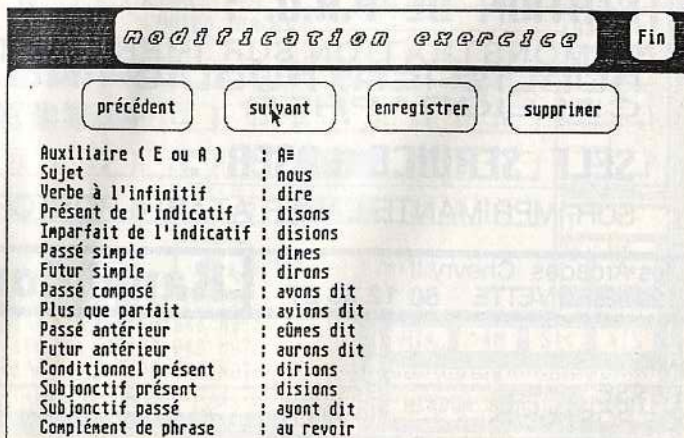 modification exercice
Fin
précédent suivant enregistrer supprimer
Auxiliaire ( E ou A ) : A≡
Sujet : nous
Verbe à l'infinitif : dire
Présent de l'indicatif : disons
Imparfait de l'indicatif : disions
Passé simple : dimes
Futur simple : dirons
Passé composé : avons dit
Plus que parfait : avions dit
Passé antérieur : eûmes dit
Futur antérieur : aurons dit
Conditionnel présent : dirions
Subjonctif présent : disions
Subjonctif passé : ayont dit
Complément de phrase : au revoir